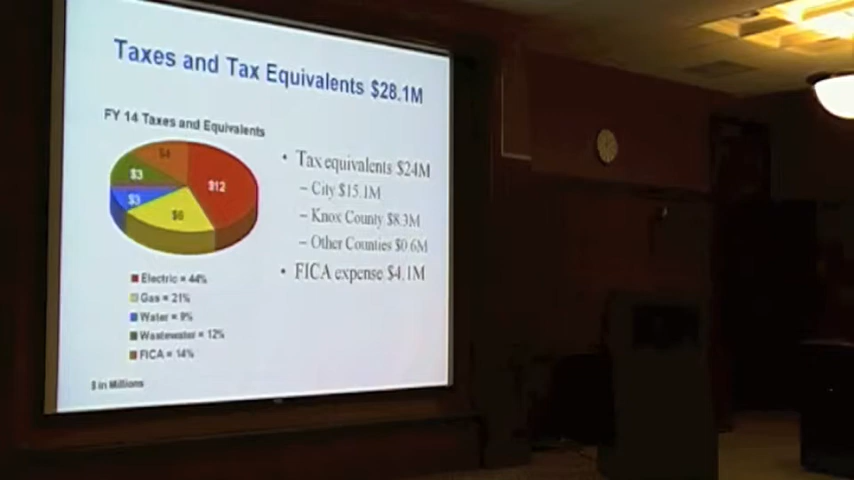 Taxes and Tax Equivalents $28.1M
FY 14 Taxes and Equivalents
$4
$3
$12
$3
$6
• Tax equivalents $24M
– City $15.1M
– Knox County $8.3M
– Other Counties $0.6M
• FICA expense $4.1M
Electric = 44%
Gas = 21%
Water = 9%
Wastewater = 12%
FICA = 14%
$ in Millions